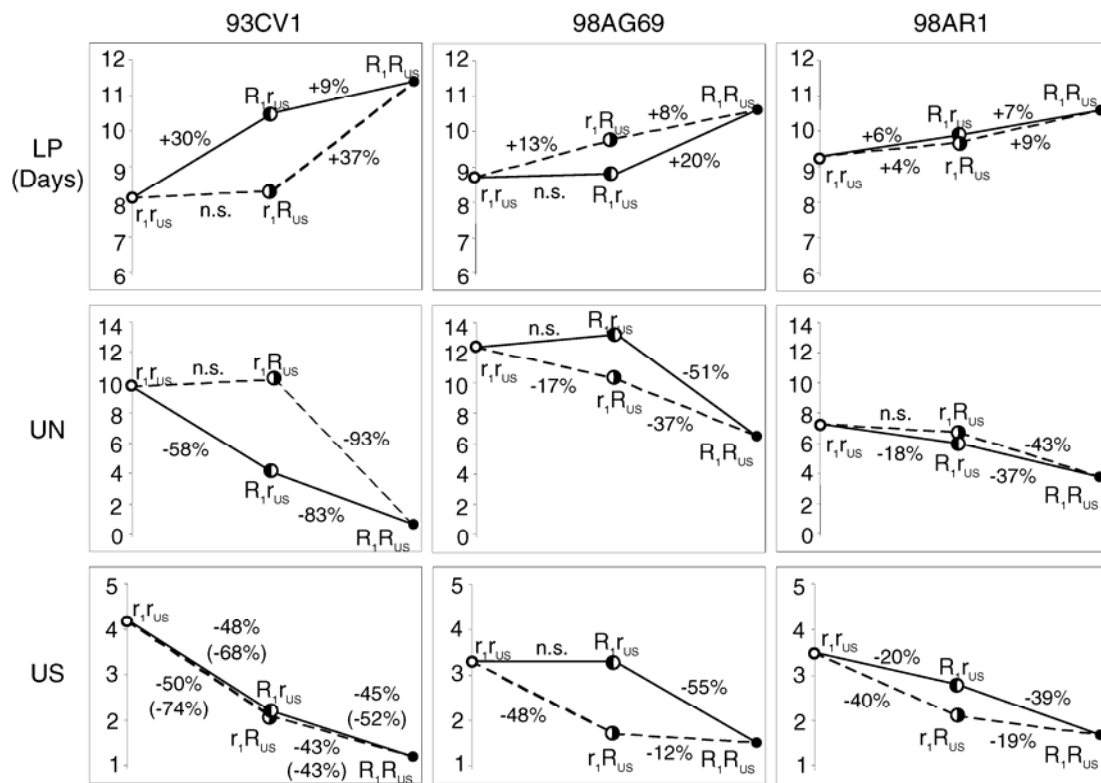 93CV1 98AG69 98AR1
LP
(Days)
12
11
10
9
8
7
6
r₁rUS
+30%
R₁rUS
+9%
R₁RUS
n.s.
r₁RUS
+37%
12
11
10
9
8
7
6
r₁rUS
+13%
r₁RUS
+8%
R₁RUS
n.s.
R₁rUS
+20%
12
11
10
9
8
7
6
r₁rUS
+6%
R₁rUS
+7%
R₁RUS
+4%
r₁RUS
+9%
UN
14
12
10
8
6
4
2
0
r₁rUS
n.s.
r₁RUS
-93%
-58%
R₁rUS
-83%
R₁RUS
14
12
10
8
6
4
2
0
r₁rUS
n.s.
R₁rUS
-51%
-17%
r₁RUS
-37%
R₁RUS
14
12
10
8
6
4
2
0
r₁rUS
n.s.
r₁RUS
-43%
-18%
R₁rUS
-37%
R₁RUS
US
5
4
3
2
1
r₁rUS
-48%
(-68%)
-50%
(-74%)
R₁rUS
-45%
(-52%)
r₁RUS
-43%
(-43%)
R₁RUS
5
4
3
2
1
r₁rUS
n.s.
R₁rUS
-55%
-48%
r₁RUS
-12%
R₁RUS
5
4
3
2
1
r₁rUS
-20%
R₁rUS
-39%
-40%
r₁RUS
-19%
R₁RUS